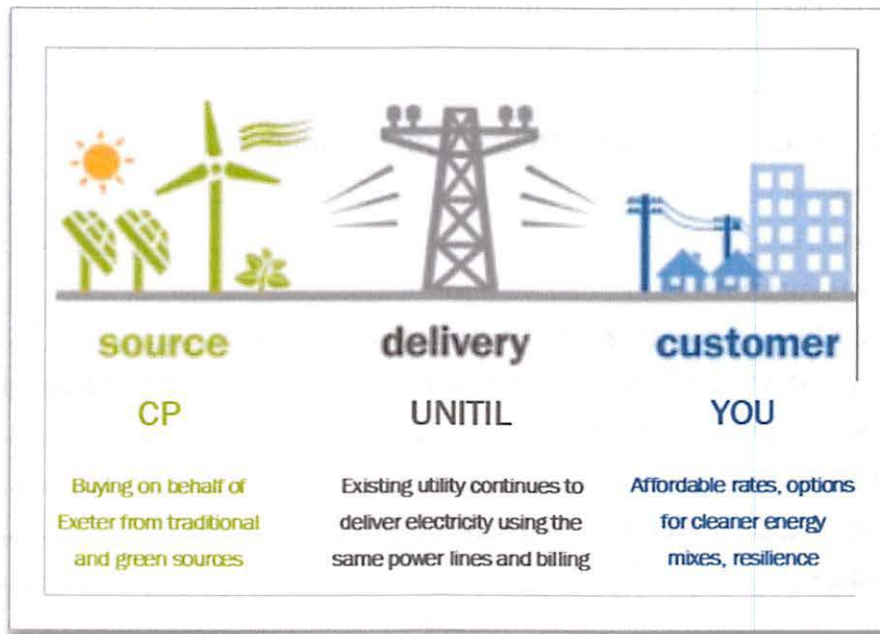 source
delivery
customer
CP
UNITIL
YOU
Buying on behalf of
Exeter from traditional
and green sources
Existing utility continues to
deliver electricity using the
same power lines and billing
Affordable rates, options
for cleaner energy
mixes, resilience